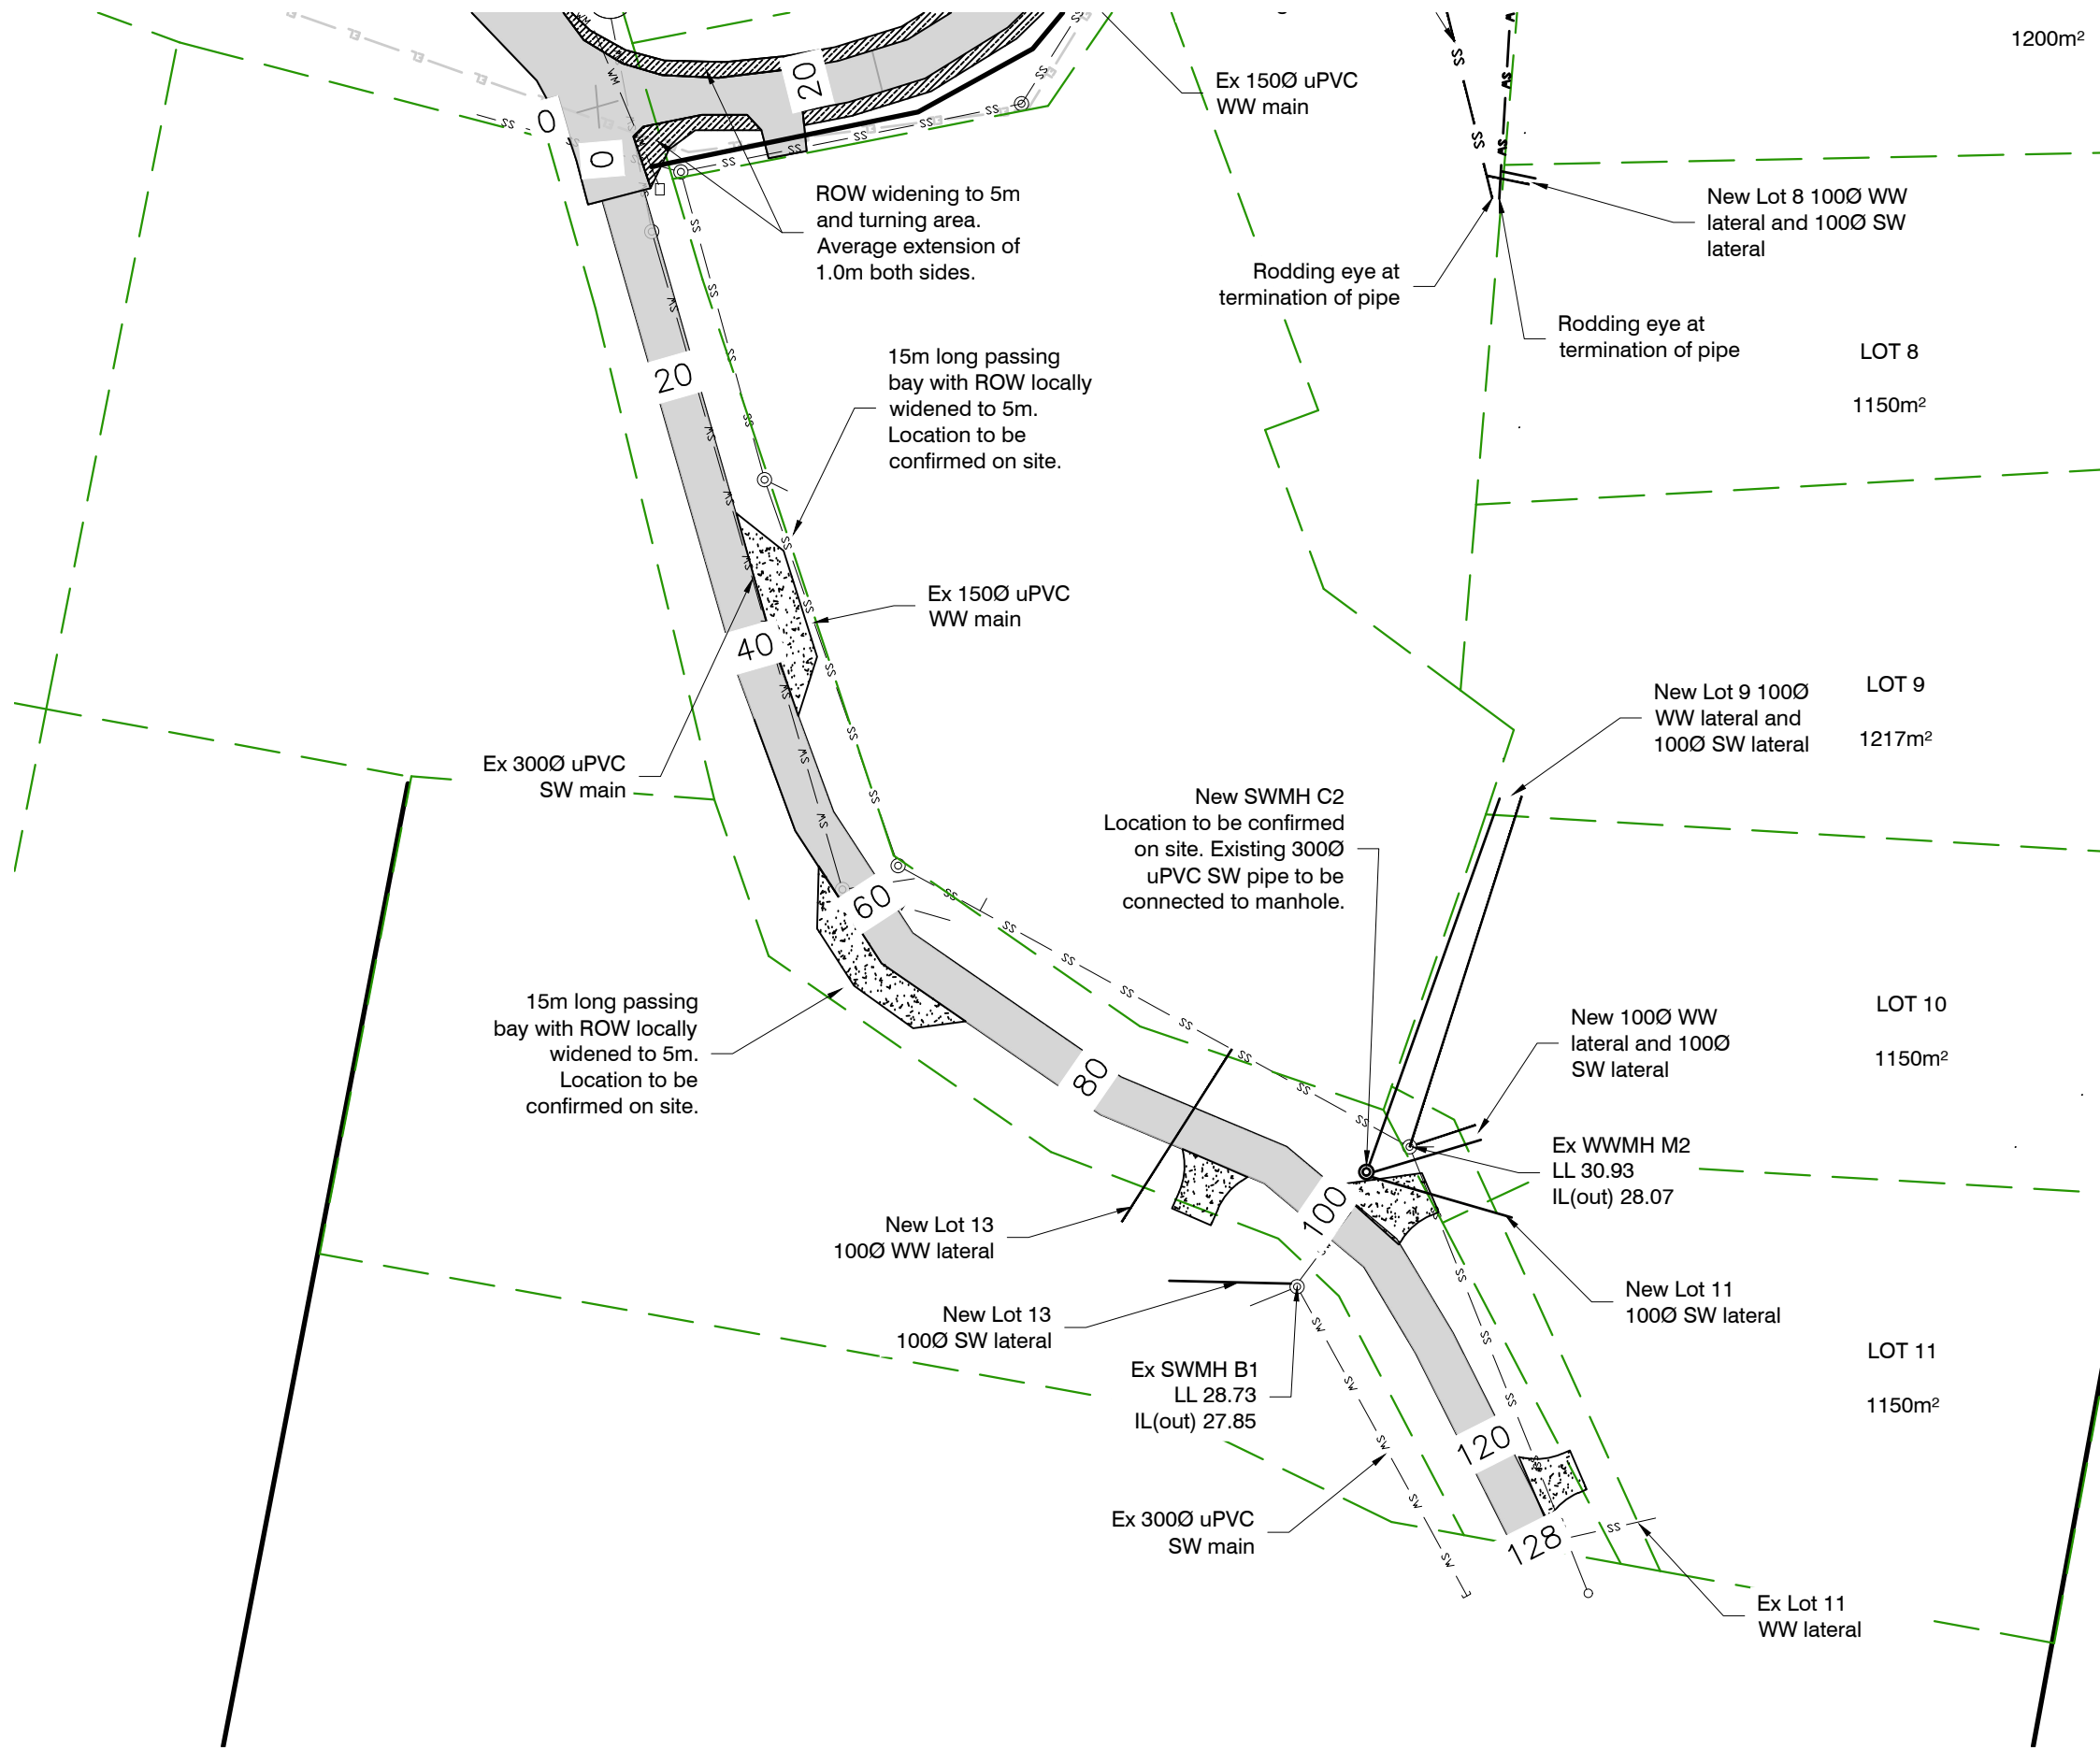 1200m²
Ex 150Ø uPVC
WW main
20
0
0
ROW widening to 5m
and turning area.
Average extension of
1.0m both sides.
New Lot 8 100Ø WW
lateral and 100Ø SW
lateral
Rodding eye at
termination of pipe
Rodding eye at
termination of pipe
LOT 8
1150m²
20
15m long passing
bay with ROW locally
widened to 5m.
Location to be
confirmed on site.
Ex 150Ø uPVC
WW main
40
Ex 300Ø uPVC
SW main
New Lot 9 100Ø
WW lateral and
100Ø SW lateral
LOT 9
1217m²
New SWMH C2
Location to be confirmed
on site. Existing 300Ø
uPVC SW pipe to be
connected to manhole.
60
15m long passing
bay with ROW locally
widened to 5m.
Location to be
confirmed on site.
New 100Ø WW
lateral and 100Ø
SW lateral
LOT 10
1150m²
80
Ex WWMH M2
LL 30.93
IL(out) 28.07
100
New Lot 13
100Ø WW lateral
New Lot 13
100Ø SW lateral
New Lot 11
100Ø SW lateral
Ex SWMH B1
LL 28.73
IL(out) 27.85
LOT 11
1150m²
120
Ex 300Ø uPVC
SW main
128
Ex Lot 11
WW lateral
SS
SW
WM